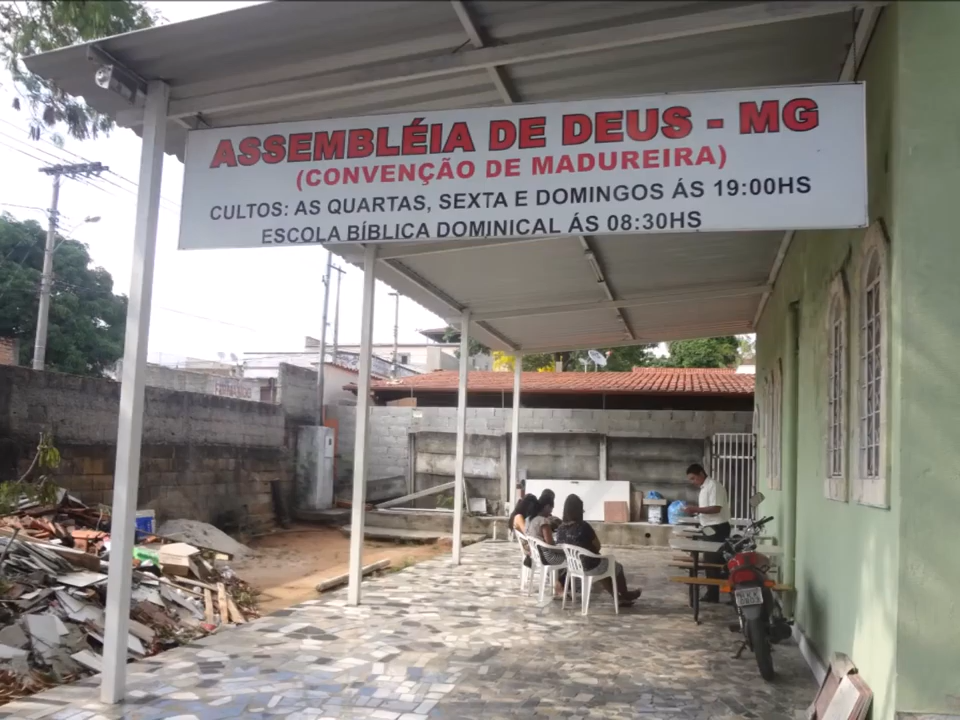 ASSEMBLÉIA DE DEUS - MG
(CONVENÇÃO DE MADUREIRA)
CULTOS: AS QUARTAS, SEXTA E DOMINGOS ÁS 19:00HS
ESCOLA BÍBLICA DOMINICAL ÁS 08:30HS